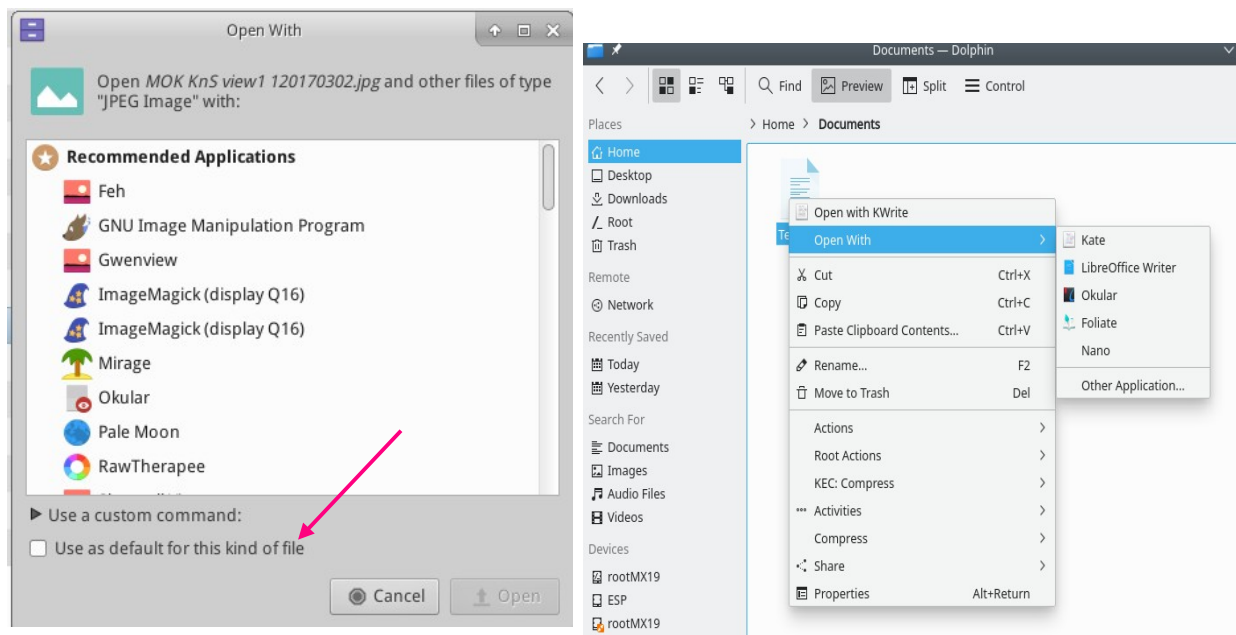 Open With
Open MOK KnS view1 120170302.jpg and other files of type
"JPEG Image" with:
Recommended Applications
Feh
GNU Image Manipulation Program
Gwenview
ImageMagick (display Q16)
ImageMagick (display Q16)
Mirage
Okular
Pale Moon
RawTherapee
Use a custom command:
Use as default for this kind of file
Cancel
Open
Documents — Dolphin
Find
Preview
Split
Control
Places
> Home > Documents
Home
Desktop
Downloads
Root
Trash
Remote
Network
Recently Saved
Today
Yesterday
Search For
Documents
Images
Audio Files
Videos
Devices
rootMX19
ESP
rootMX19
Te
Open with KWrite
Open With
Cut Ctrl+X
Copy Ctrl+C
Paste Clipboard Contents... Ctrl+V
Rename... F2
Move to Trash Del
Actions
Root Actions
KEC: Compress
Activities
Compress
Share
Properties Alt+Return
Kate
LibreOffice Writer
Okular
Foliate
Nano
Other Application...